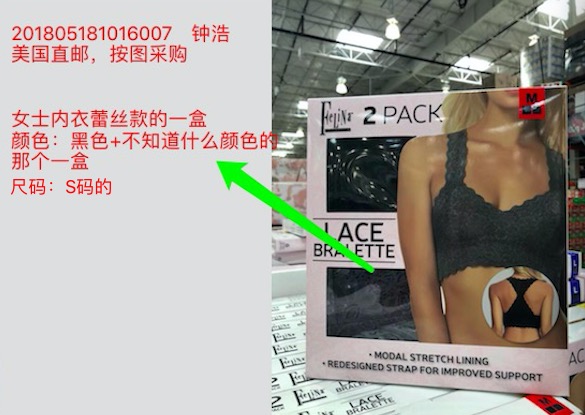 201805181016007 钟浩
美国直邮，按图采购
女士内衣蕾丝款的一盒
颜色：黑色+不知道什么颜色的
那个一盒
尺码：S码的
Felina 2 PACK
M
LACE
BRALETTE
• MODAL STRETCH LINING
• REDESIGNED STRAP FOR IMPROVED SUPPORT
LACE
BRALETTE